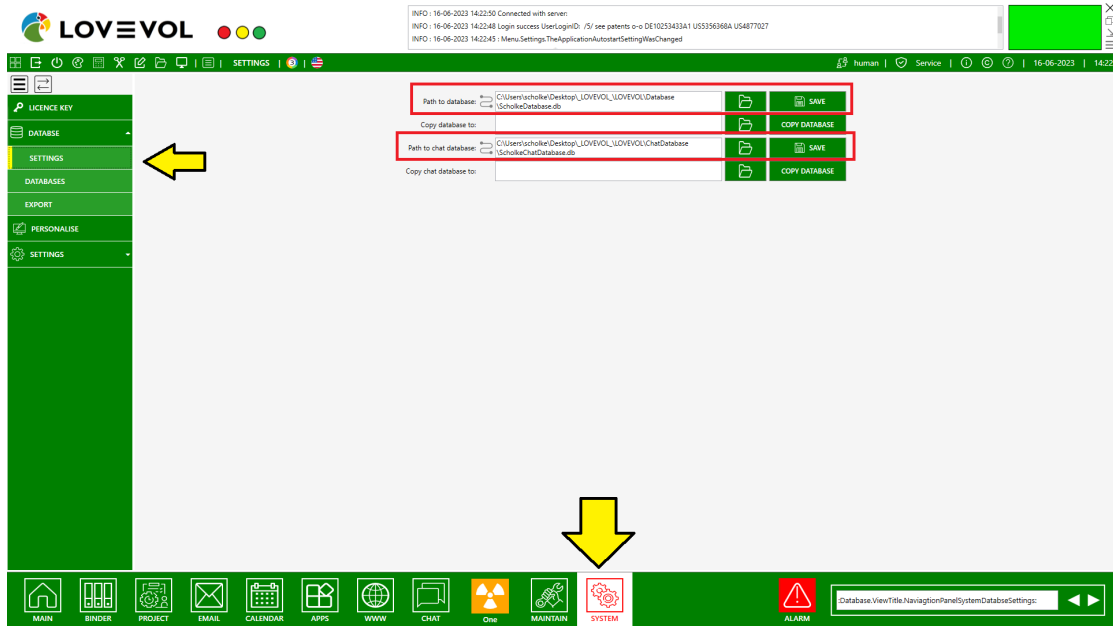 LOVEVOL
INFO : 16-06-2023 14:22:50 Connected with server:
INFO : 16-06-2023 14:22:48 Login success UserLoginID: /5/ see patents o-o DE10253433A1 US5356368A US4877027
INFO : 16-06-2023 14:22:45 : Menu.Settings.TheApplicationAutostartSettingWasChanged
SETTINGS
human | Service | 16-06-2023 | 14:22
LICENCE KEY
DATABSE
SETTINGS
DATABASES
EXPORT
PERSONALISE
SETTINGS
Path to database: C:\Users\scholke\Desktop\_LOVEVOL_\LOVEVOL\Database
\ScholkeDatabase.db
SAVE
Copy database to: COPY DATABASE
Path to chat database: C:\Users\scholke\Desktop\_LOVEVOL_\LOVEVOL\ChatDatabase
\ScholkeChatDatabase.db
SAVE
Copy chat database to: COPY DATABASE
MAIN BINDER PROJECT EMAIL CALENDAR APPS WWW CHAT One MAINTAIN SYSTEM ALARM
:Database.ViewTitle.NaviagtionPanelSystemDatabseSettings: